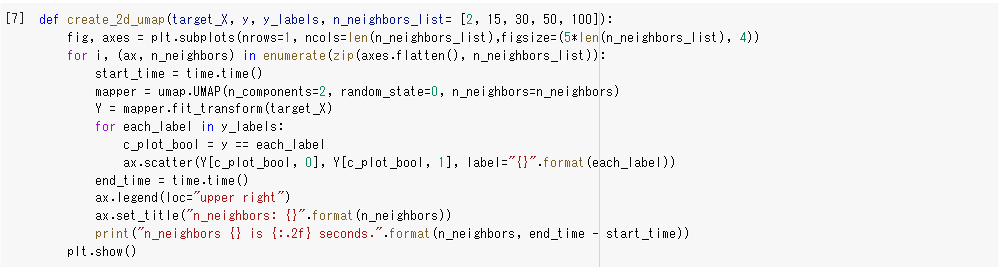 [7] def create_2d_umap(target_X, y, y_labels, n_neighbors_list= [2, 15, 30, 50, 100]):
    fig, axes = plt.subplots(nrows=1, ncols=len(n_neighbors_list),figsize=(5*len(n_neighbors_list), 4))
    for i, (ax, n_neighbors) in enumerate(zip(axes.flatten(), n_neighbors_list)):
        start_time = time.time()
        mapper = umap.UMAP(n_components=2, random_state=0, n_neighbors=n_neighbors)
        Y = mapper.fit_transform(target_X)
        for each_label in y_labels:
            c_plot_bool = y == each_label
            ax.scatter(Y[c_plot_bool, 0], Y[c_plot_bool, 1], label="{}".format(each_label))
        end_time = time.time()
        ax.legend(loc="upper right")
        ax.set_title("n_neighbors: {}".format(n_neighbors))
        print("n_neighbors {} is {:.2f} seconds.".format(n_neighbors, end_time - start_time))
    plt.show()